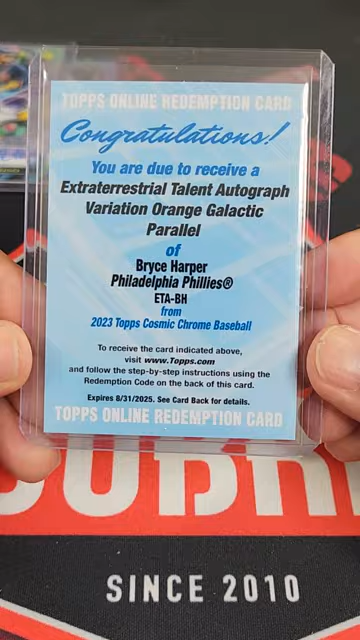 TOPPS ONLINE REDEMPTION CARD
Congratulations!
You are due to receive a
Extraterrestrial Talent Autograph
Variation Orange Galactic
Parallel
of
Bryce Harper
Philadelphia Phillies®
ETA-BH
from
2023 Topps Cosmic Chrome Baseball
To receive the card indicated above,
visit www.Topps.com
and follow the step-by-step instructions using the
Redemption Code on the back of this card.
Expires 8/31/2025. See Card Back for details.
TOPPS ONLINE REDEMPTION CARD
SINCE 2010